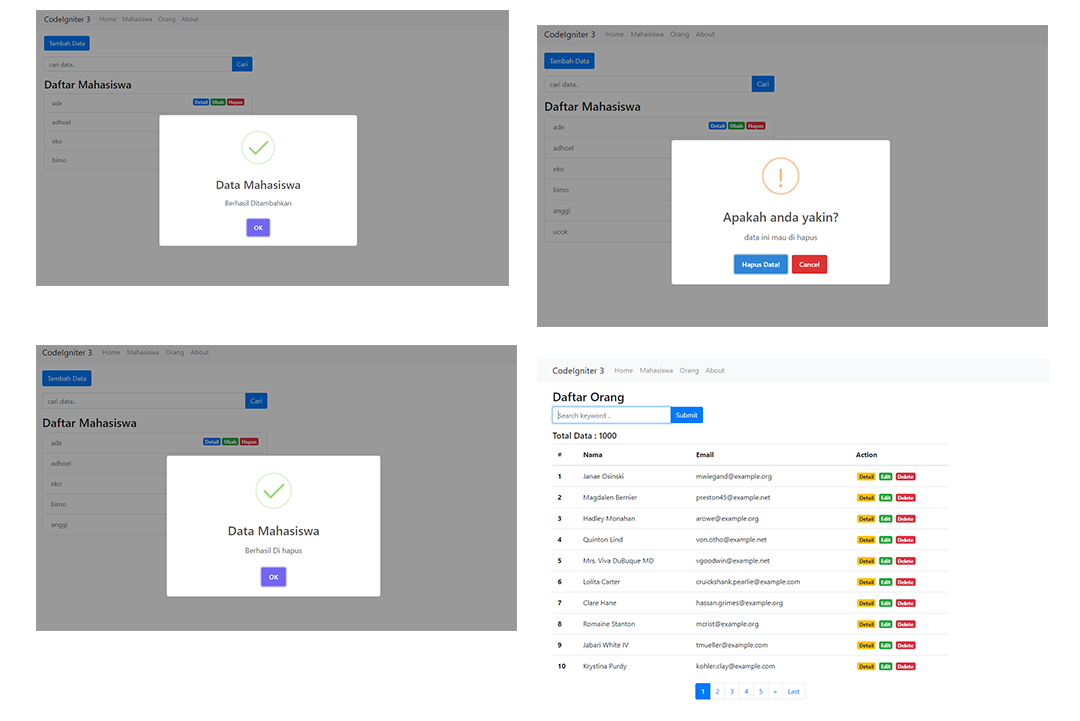 CodeIgniter 3 Home Mahasiswa Orang About
Tambah Data
cari data.. Cari
Daftar Mahasiswa
ade Detail Ubah Hapus
adhoel
eko
bimo
Data Mahasiswa
Berhasil Ditambahkan
OK
CodeIgniter 3 Home Mahasiswa Orang About
Tambah Data
cari data.. Cari
Daftar Mahasiswa
ade Detail Ubah Hapus
adhoel
eko
bimo
anggi
ucok
Apakah anda yakin?
data ini mau di hapus
Hapus Data! Cancel
CodeIgniter 3 Home Mahasiswa Orang About
Tambah Data
cari data.. Cari
Daftar Mahasiswa
ade Detail Ubah Hapus
adhoel
eko
bimo
anggi
Data Mahasiswa
Berhasil Di hapus
OK
CodeIgniter 3 Home Mahasiswa Orang About
Daftar Orang
Search keyword .. Submit
Total Data : 1000
# Name Email Action
1 Janae Osinski mwiegand@example.org Detail Edit Delete
2 Magdalen Bernier preston45@example.net Detail Edit Delete
3 Hadley Monahan arowe@example.org Detail Edit Delete
4 Quinton Lind von.otho@example.net Detail Edit Delete
5 Mrs. Viva DuBuque MD vgoodwin@example.net Detail Edit Delete
6 Lolita Carter cruickshank.pearlie@example.com Detail Edit Delete
7 Clare Hane hassan.grimes@example.org Detail Edit Delete
8 Romaine Stanton mcrist@example.org Detail Edit Delete
9 Jabari White IV tmueller@example.com Detail Edit Delete
10 Krystina Purdy kohler.clay@example.com Detail Edit Delete
1 2 3 4 5 » Last